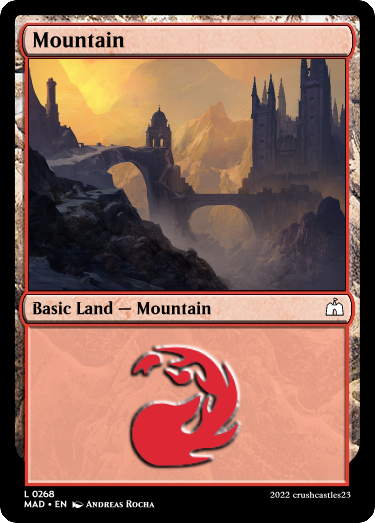 Mountain
Basic Land — Mountain
L 0268
MAD • EN Andreas Rocha
2022 crushcastles23